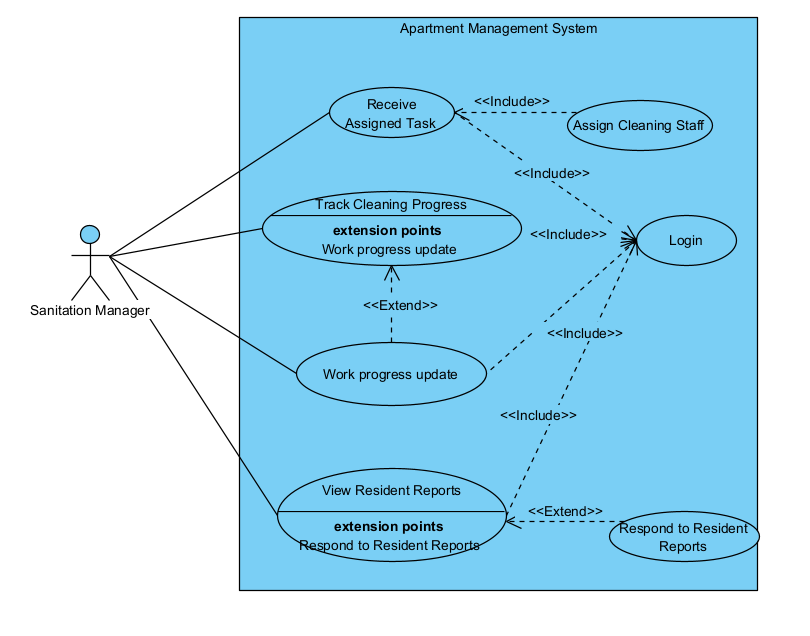 Apartment Management System
Receive
Assigned Task
<<Include>>
Assign Cleaning Staff
<<Include>>
Track Cleaning Progress
extension points
Work progress update
<<Include>>
Login
Sanitation Manager
<<Extend>>
<<Include>>
Work progress update
<<Include>>
View Resident Reports
extension points
Respond to Resident Reports
<<Extend>>
Respond to Resident
Reports